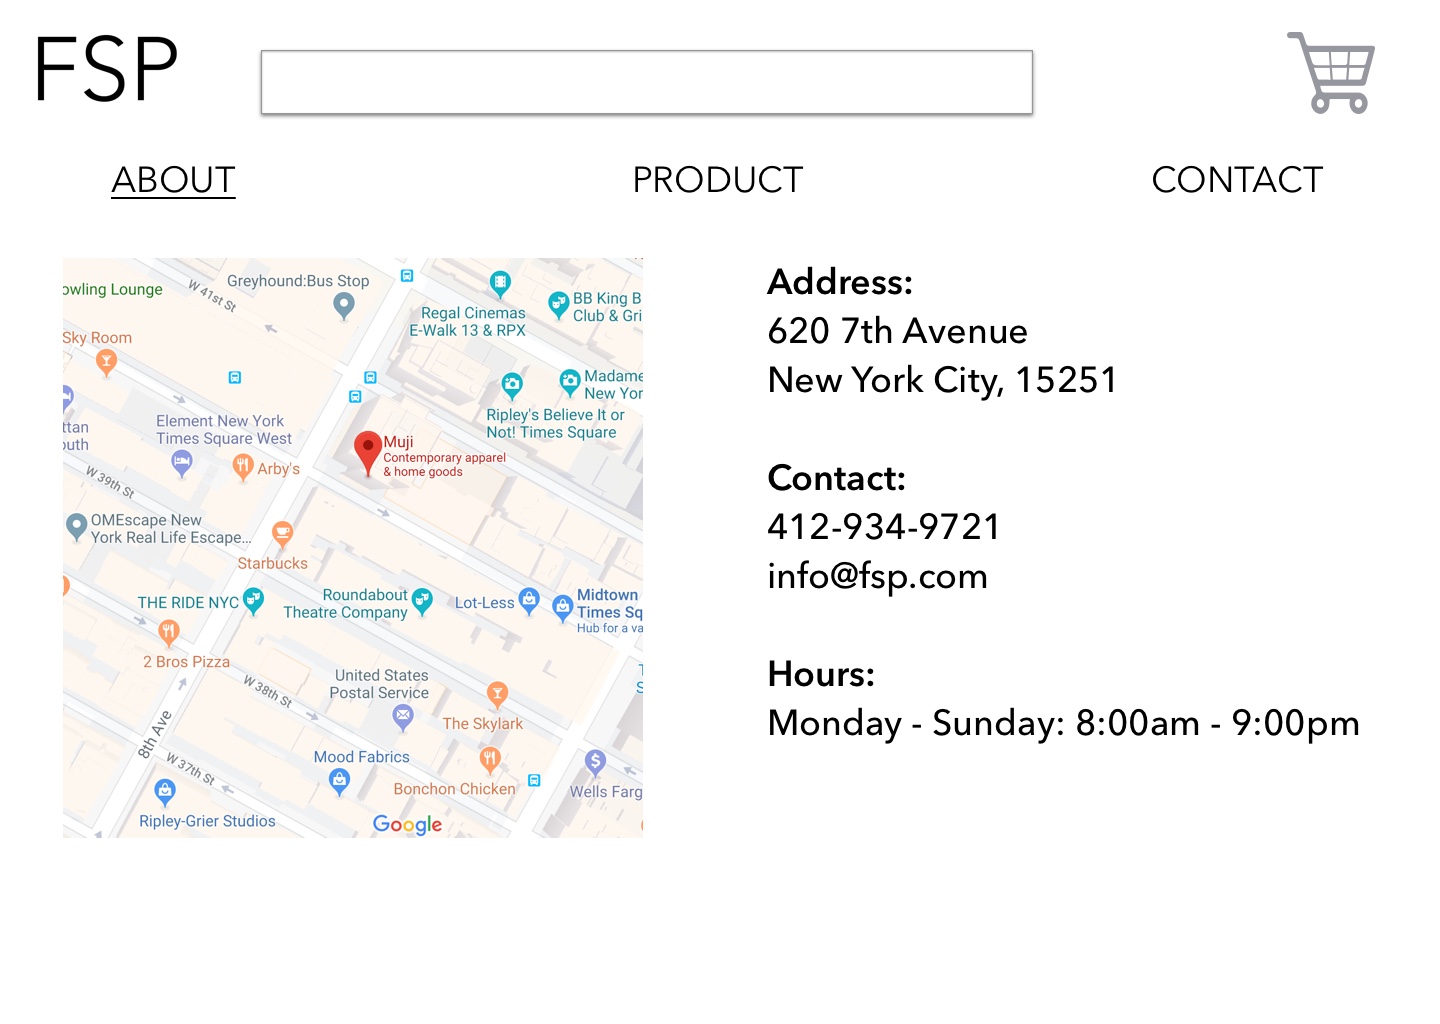 FSP
ABOUT
PRODUCT
CONTACT
owling Lounge
W 41st St
Greyhound:Bus Stop
Regal Cinemas
E-Walk 13 & RPX
BB King B
Club & Gri
Sky Room
Madame
New Yor
Ripley's Believe It or
Not! Times Square
ttan
outh
Element New York
Times Square West
Muji
Contemporary apparel
& home goods
Arby's
W 39th St
OMEscape New
York Real Life Escape...
Starbucks
THE RIDE NYC
Roundabout
Theatre Company
Lot-Less
Midtown
Times Sq
Hub for a va
2 Bros Pizza
United States
Postal Service
W 38th St
The Skylark
8th Ave
Mood Fabrics
W 37th St
Bonchon Chicken
Wells Farg
Ripley-Grier Studios
Google
Address:
620 7th Avenue
New York City, 15251
Contact:
412-934-9721
info@fsp.com
Hours:
Monday - Sunday: 8:00am - 9:00pm